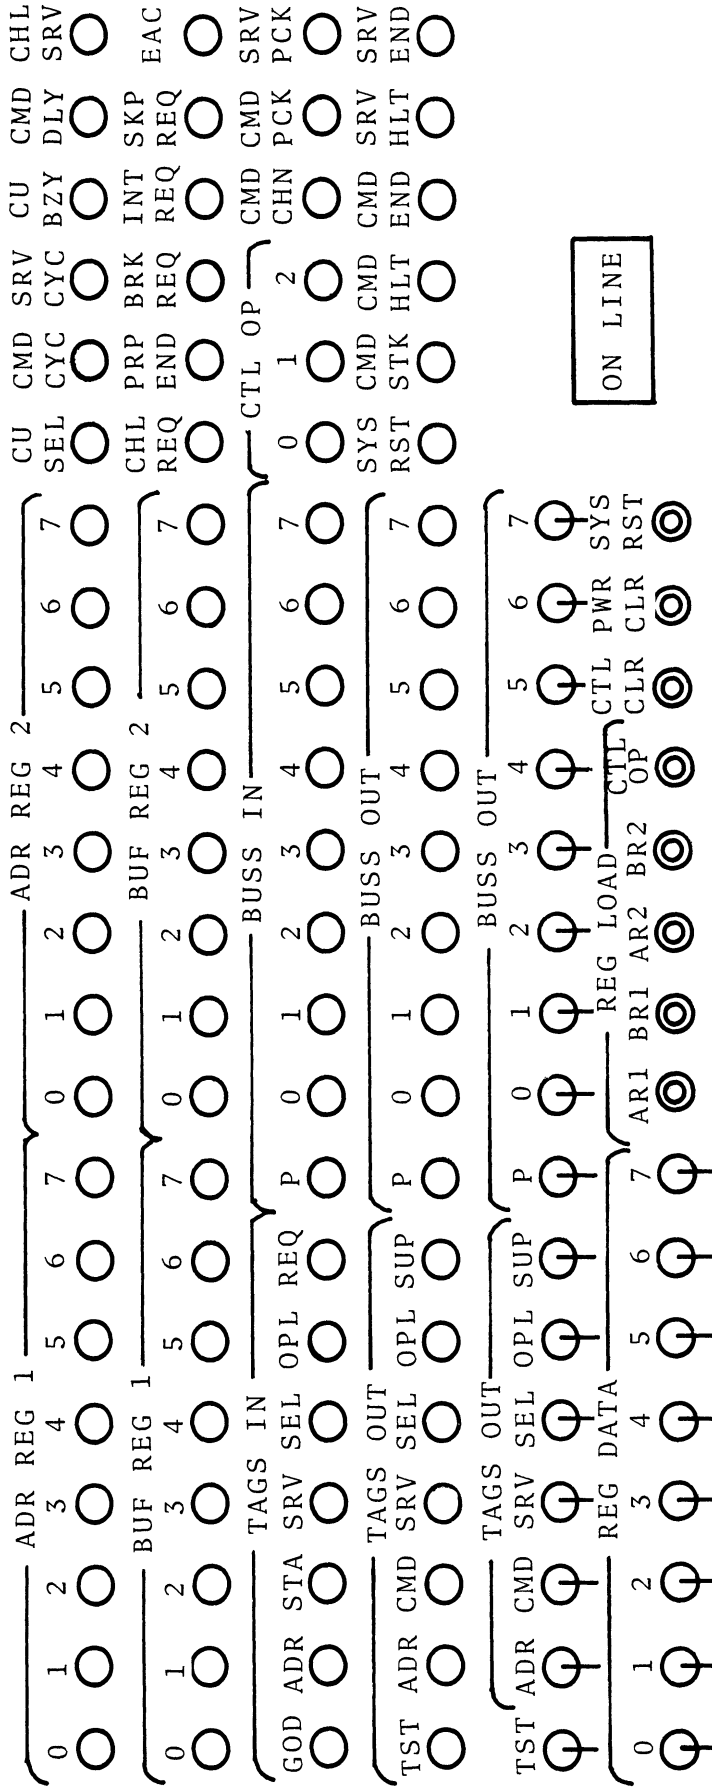 ADR REG 1 ADR REG 2 CU CMD SRV CU CMD CHL
0 1 2 3 4 5 6 7 0 1 2 3 4 5 6 7 SEL CYC CYC BZY DLY SRV
BUF REG 1 BUF REG 2 CHL PRP BRK INT SKP EAC
0 1 2 3 4 5 6 7 0 1 2 3 4 5 6 7 REQ END REQ REQ REQ
TAGS IN BUSS IN CTL OP CMD CMD SRV
GOD ADR STA SRV SEL OPL REQ P 0 1 2 3 4 5 6 7 0 1 2 CHN PCK PCK
TAGS OUT BUSS OUT SYS CMD CMD CMD SRV SRV
TST ADR CMD SRV SEL OPL SUP P 0 1 2 3 4 5 6 7 RST STK HLT END HLT END
TAGS OUT BUSS OUT
TST ADR CMD SRV SEL OPL SUP P 0 1 2 3 4 5 6 7
ON LINE
REG DATA REG LOAD CTL CTL PWR SYS
0 1 2 3 4 5 6 7 AR1 BR1 AR2 BR2 OP CLR CLR RST